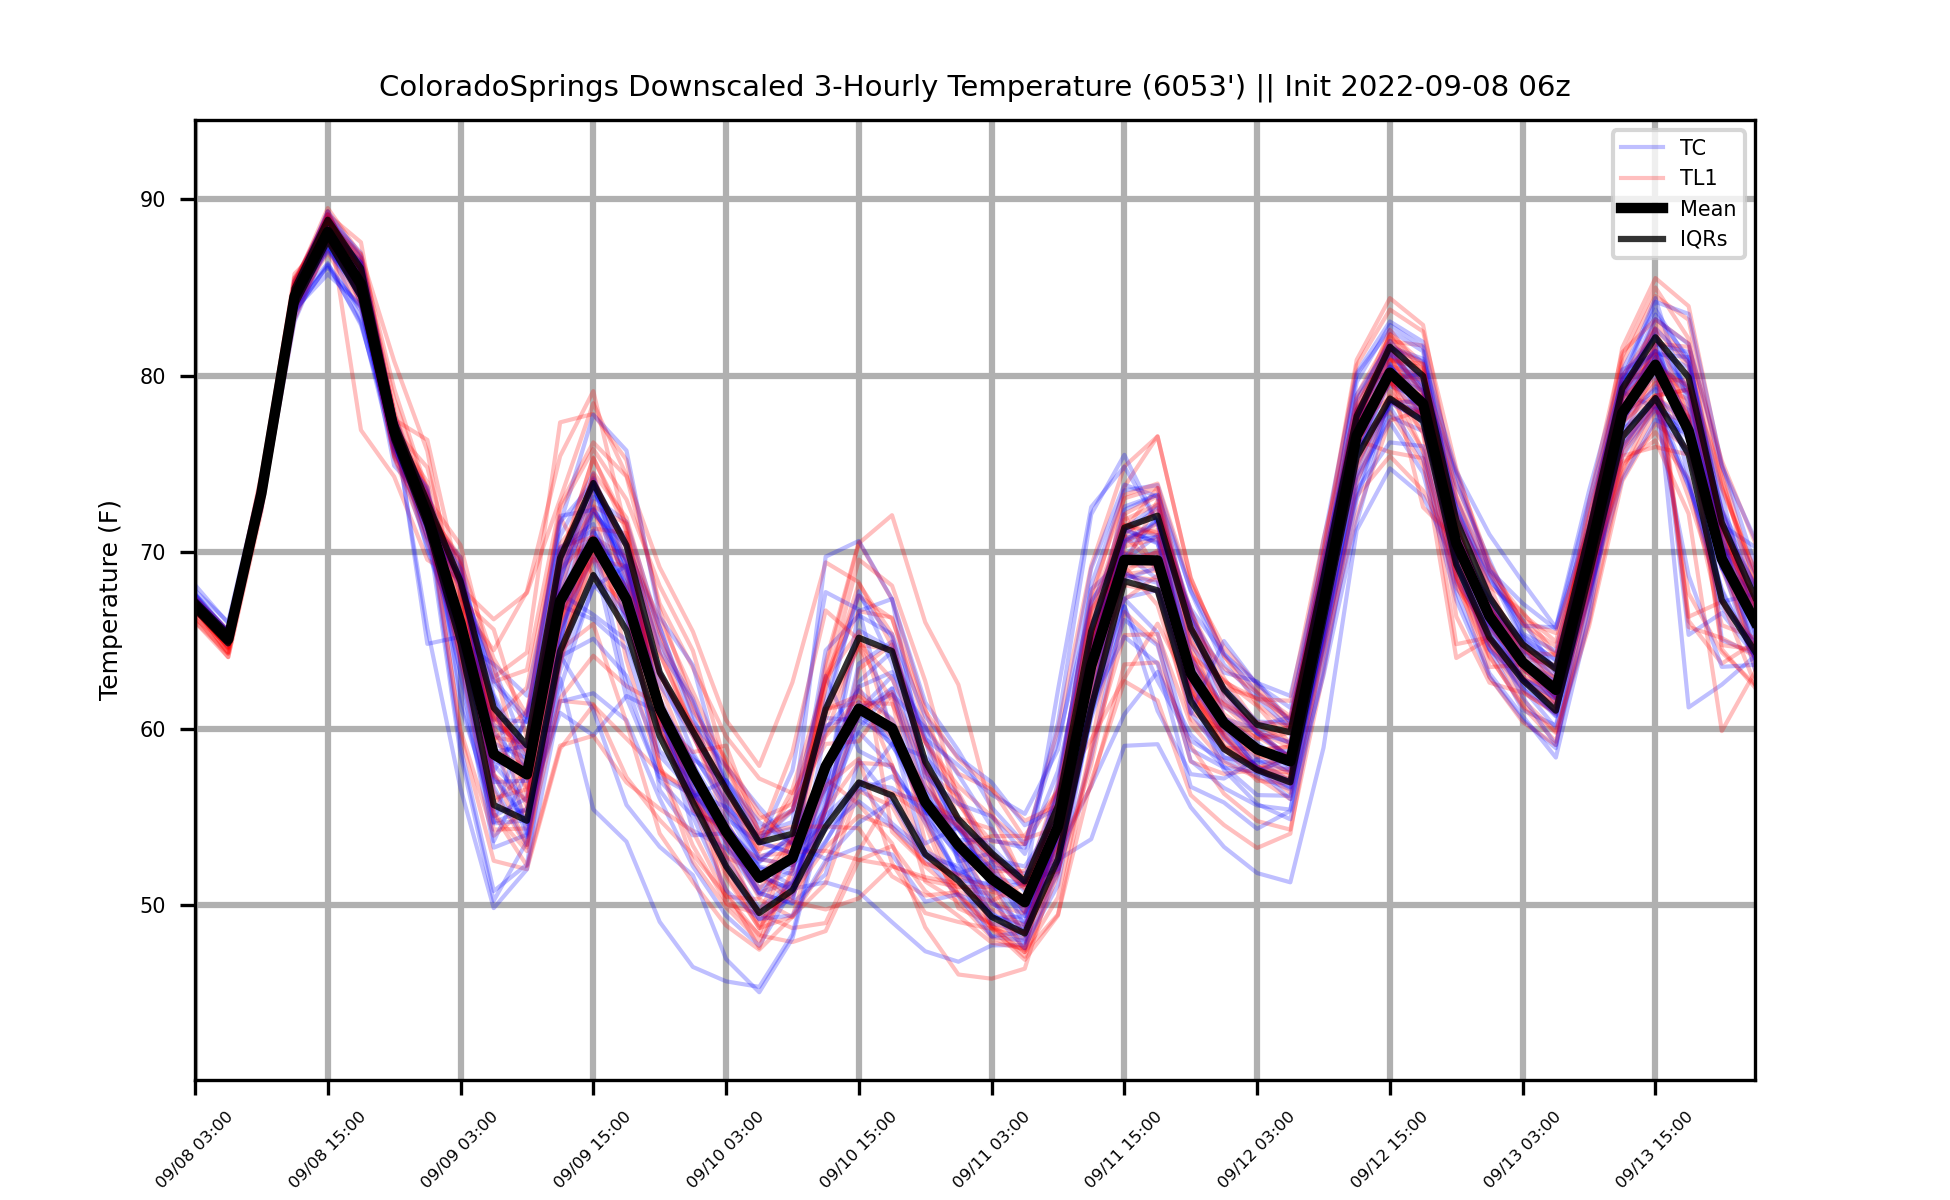 ColoradoSprings Downscaled 3-Hourly Temperature (6053') || Init 2022-09-08 06z
TC
TL1
Mean
IQRs
Temperature (F)
90
80
70
60
50
09/08 03:00
09/08 15:00
09/09 03:00
09/09 15:00
09/10 03:00
09/10 15:00
09/11 03:00
09/11 15:00
09/12 03:00
09/12 15:00
09/13 03:00
09/13 15:00